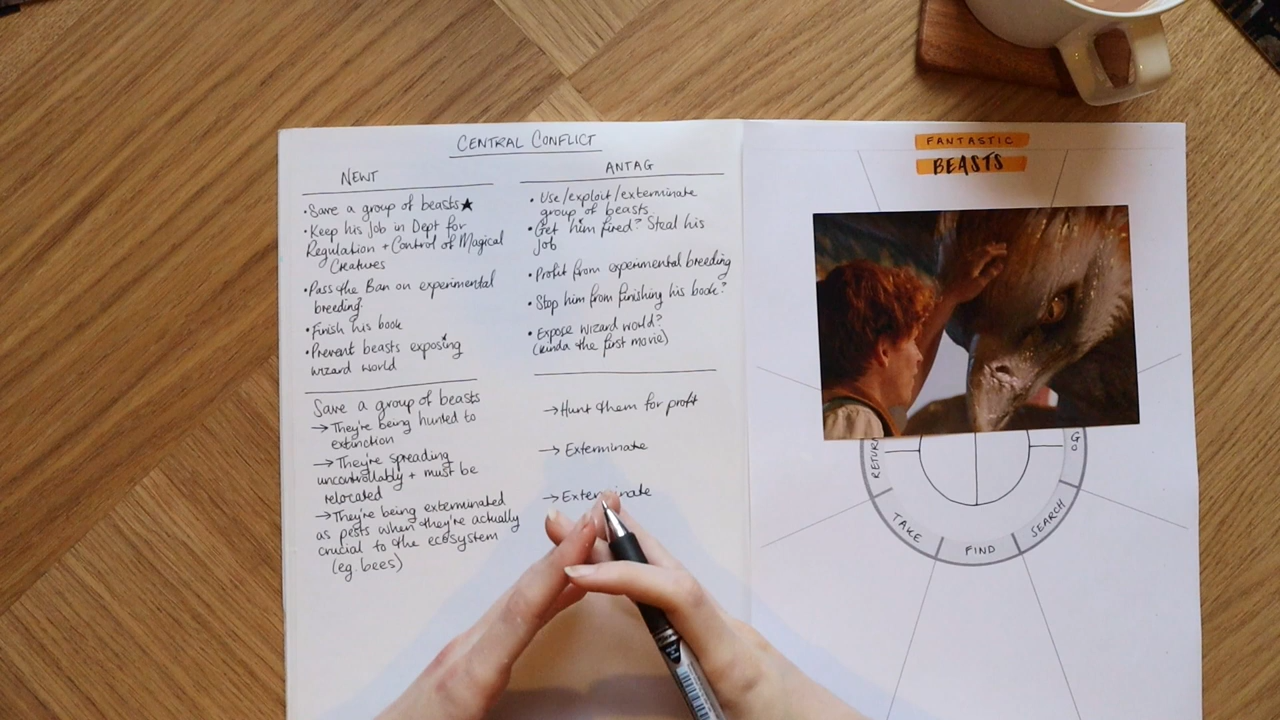 CENTRAL CONFLICT
NEWT
• Save a group of beasts ★
• Keep his job in Dept for
Regulation + Control of Magical
Creatures
• Pass the Ban on experimental
breeding?
• Finish his book
• Prevent beasts exposing
wizard world
Save a group of beasts
→ They're being hunted to
extinction
→ They're spreading
uncontrollably + must be
relocated
→ They're being exterminated
as pests when they're actually
crucial to the ecosystem
(eg. bees)
ANTAG
• Use/exploit/exterminate
group of beasts
• Get him fired? Steal his
job
• Profit from experimental breeding
• Stop him from finishing his book?
• Expose wizard world?
(kinda the first movie)
→ Hunt them for profit
→ Exterminate
→ Exterminate
FANTASTIC
BEASTS
RETURN
TAKE
FIND
SEARCH
GO